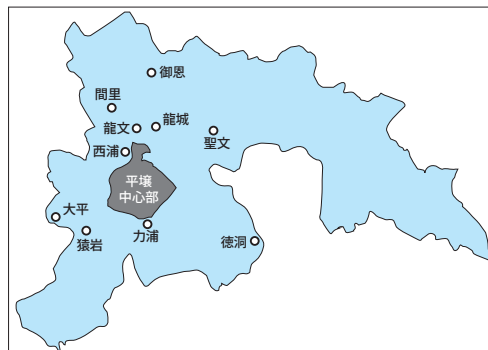 御恩
間里
龍文
龍城
聖文
西浦
平壌
中心部
大平
猿岩
力浦
徳洞